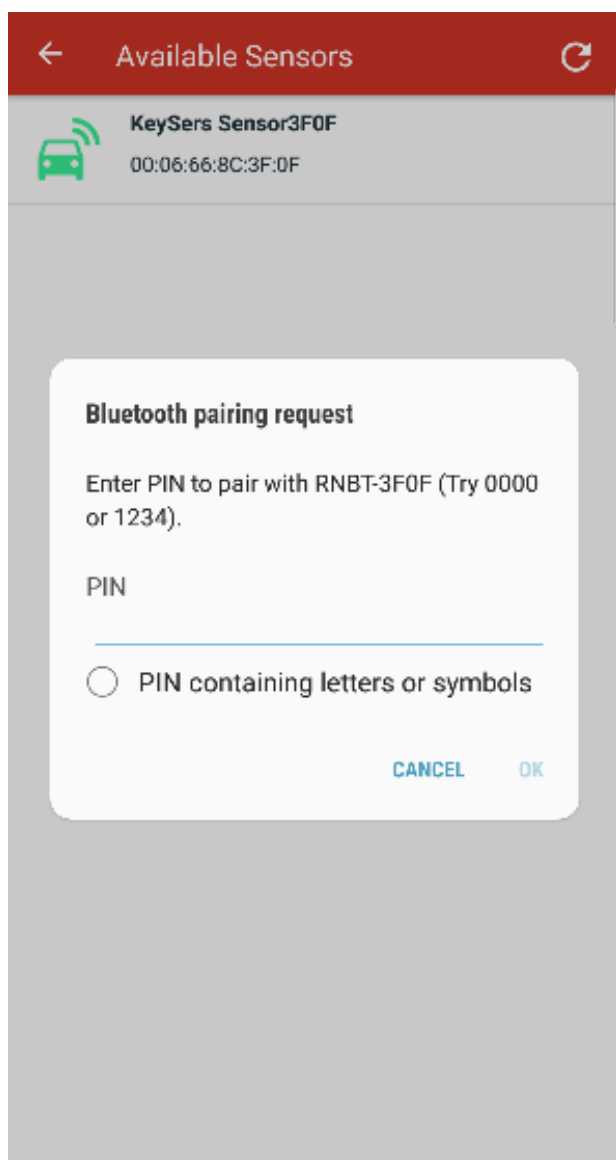 Available Sensors
KeySers Sensor3F0F
00:06:66:8C:3F:0F
Bluetooth pairing request
Enter PIN to pair with RNBT-3F0F (Try 0000
or 1234).
PIN
PIN containing letters or symbols
CANCEL OK